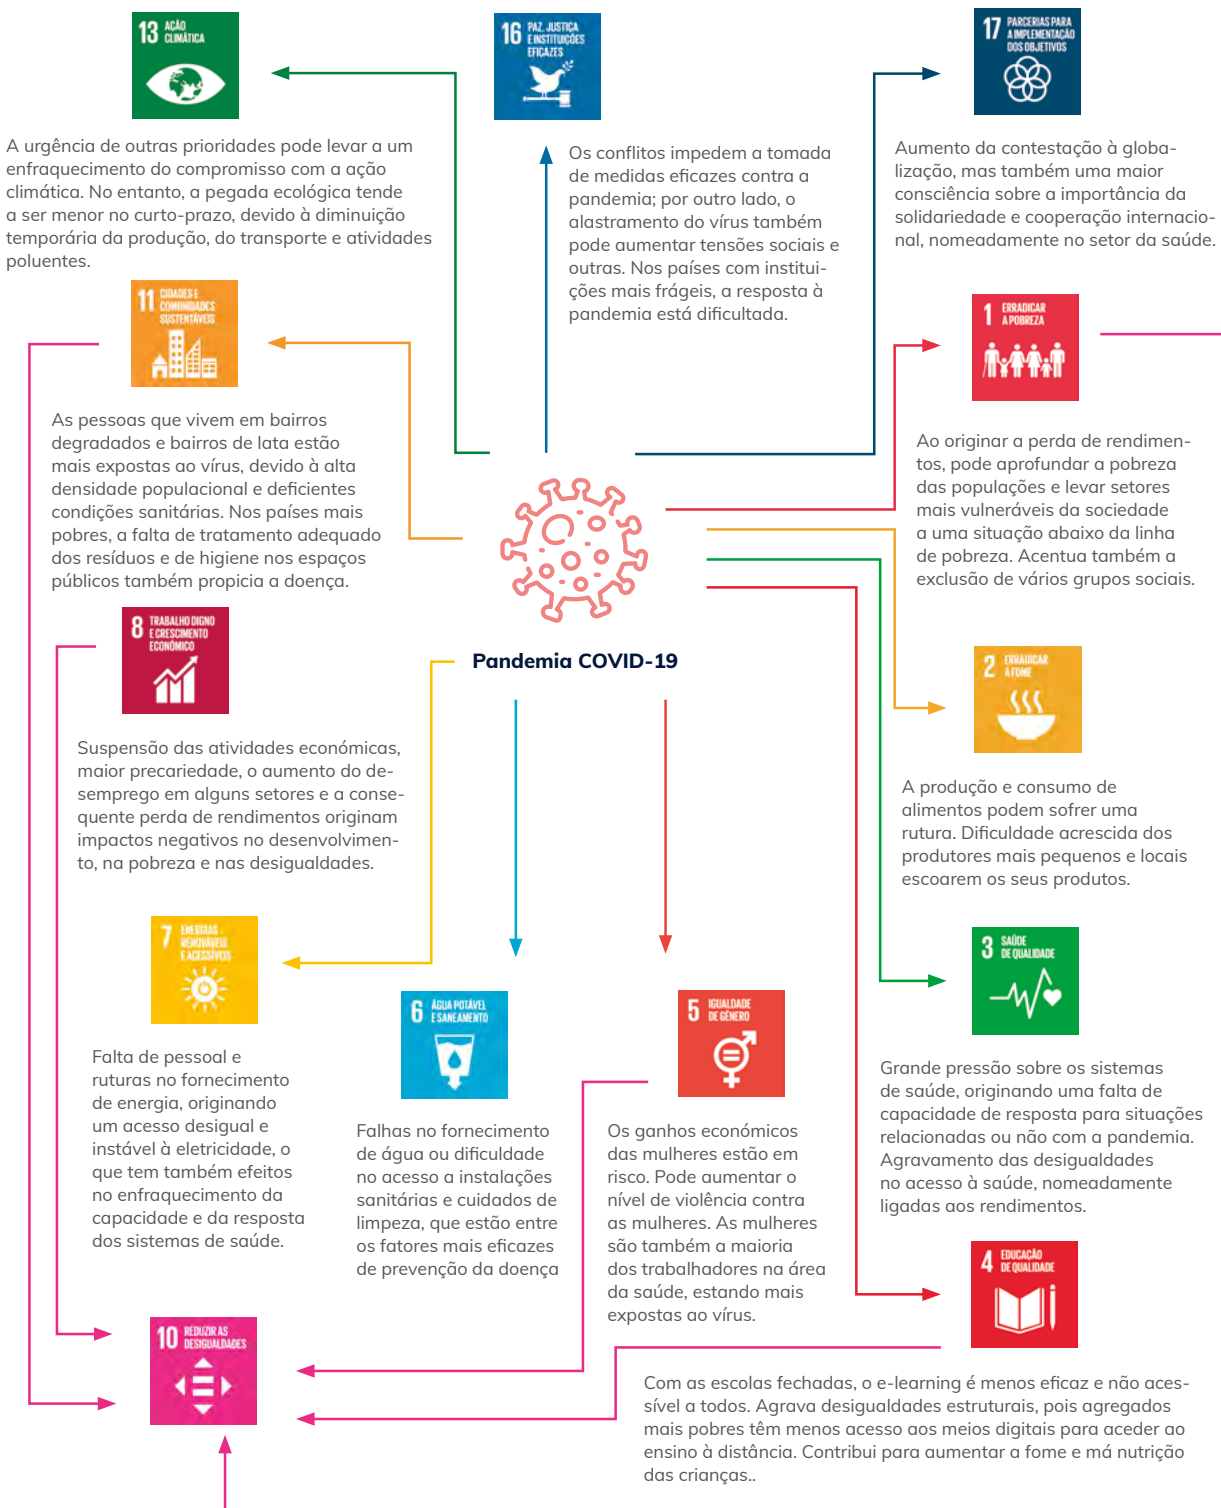 13 AÇÃO
CLIMÁTICA
A urgência de outras prioridades pode levar a um
enfraquecimento do compromisso com a ação
climática. No entanto, a pegada ecológica tende
a ser menor no curto-prazo, devido à diminuição
temporária da produção, do transporte e atividades
poluentes.
16 PAZ, JUSTIÇA
E INSTITUIÇÕES
EFICAZES
Os conflitos impedem a tomada
de medidas eficazes contra a
pandemia; por outro lado, o
alastramento do vírus também
pode aumentar tensões sociais e
outras. Nos países com institui-
ções mais frágeis, a resposta à
pandemia está dificultada.
17 PARCERIAS PARA
A IMPLEMENTAÇÃO
DOS OBJETIVOS
Aumento da contestação à globa-
lização, mas também uma maior
consciência sobre a importância da
solidariedade e cooperação internacio-
nal, nomeadamente no setor da saúde.
11 CIDADES E
COMUNIDADES
SUSTENTÁVEIS
As pessoas que vivem em bairros
degradados e bairros de lata estão
mais expostas ao vírus, devido à alta
densidade populacional e deficientes
condições sanitárias. Nos países mais
pobres, a falta de tratamento adequado
dos resíduos e de higiene nos espaços
públicos também propicia a doença.
1 ERRADICAR
A POBREZA
Ao originar a perda de rendimen-
tos, pode aprofundar a pobreza
das populações e levar setores
mais vulneráveis da sociedade
a uma situação abaixo da linha
de pobreza. Acentua também a
exclusão de vários grupos sociais.
Pandemia COVID-19
8 TRABALHO DIGNO
E CRESCIMENTO
ECONÓMICO
Suspensão das atividades económicas,
maior precariedade, o aumento do de-
semprego em alguns setores e a conse-
quente perda de rendimentos originam
impactos negativos no desenvolvimen-
to, na pobreza e nas desigualdades.
2 ERRADICAR
A FOME
A produção e consumo de
alimentos podem sofrer uma
rutura. Dificuldade acrescida dos
produtores mais pequenos e locais
escoarem os seus produtos.
7 ENERGIAS
RENOVÁVEIS
E ACESSÍVEIS
Falta de pessoal e
ruturas no fornecimento
de energia, originando
um acesso desigual e
instável à eletricidade, o
que tem também efeitos
no enfraquecimento da
capacidade e da resposta
dos sistemas de saúde.
6 ÁGUA POTÁVEL
E SANEAMENTO
Falhas no fornecimento
de água ou dificuldade
no acesso a instalações
sanitárias e cuidados de
limpeza, que estão entre
os fatores mais eficazes
de prevenção da doença
5 IGUALDADE
DE GÉNERO
Os ganhos económicos
das mulheres estão em
risco. Pode aumentar o
nível de violência contra
as mulheres. As mulheres
são também a maioria
dos trabalhadores na área
da saúde, estando mais
expostas ao vírus.
3 SAÚDE
DE QUALIDADE
Grande pressão sobre os sistemas
de saúde, originando uma falta de
capacidade de resposta para situações
relacionadas ou não com a pandemia.
Agravamento das desigualdades
no acesso à saúde, nomeadamente
ligadas aos rendimentos.
4 EDUCAÇÃO
DE QUALIDADE
Com as escolas fechadas, o e-learning é menos eficaz e não aces-
sível a todos. Agrava desigualdades estruturais, pois agregados
mais pobres têm menos acesso aos meios digitais para aceder ao
ensino à distância. Contribui para aumentar a fome e má nutrição
das crianças..
10 REDUZIR AS
DESIGUALDADES